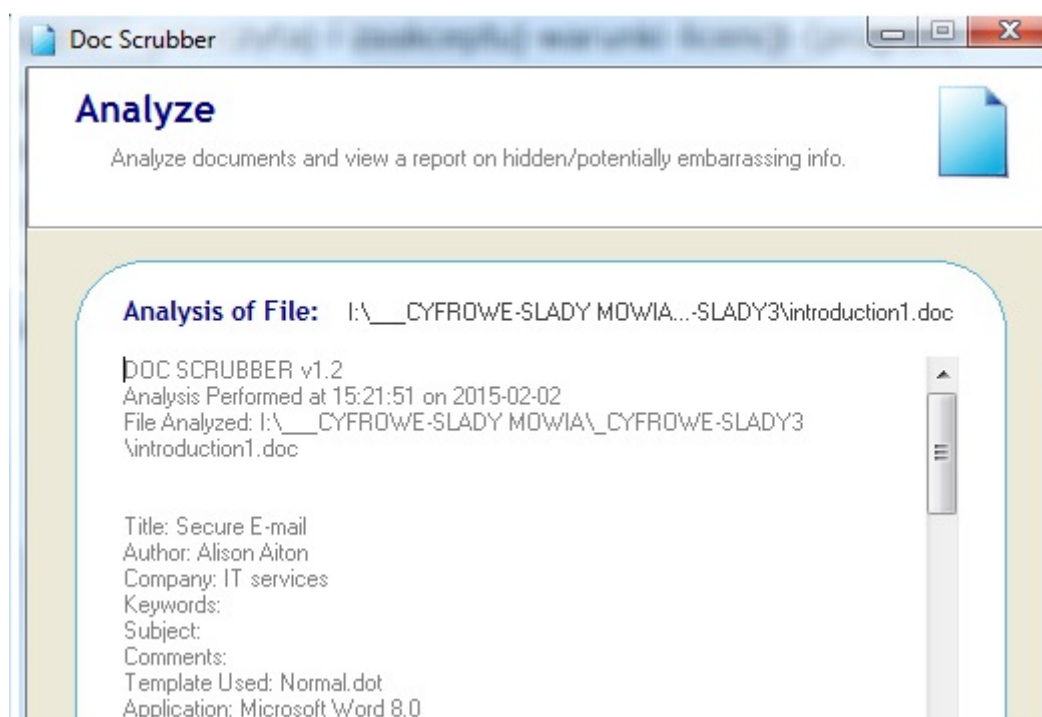 Doc Scrubber
Analyze
Analyze documents and view a report on hidden/potentially embarrassing info.
Analysis of File: I:\___CYFROWE-SLADY MOWIA...-SLADY3\introduction1.doc
DOC SCRUBBER v1.2
Analysis Performed at 15:21:51 on 2015-02-02
File Analyzed: I:\___CYFROWE-SLADY MOWIA\_CYFROWE-SLADY3
\introduction1.doc
Title: Secure E-mail
Author: Alison Aiton
Company: IT services
Keywords:
Subject:
Comments:
Template Used: Normal.dot
Application: Microsoft Word 8.0